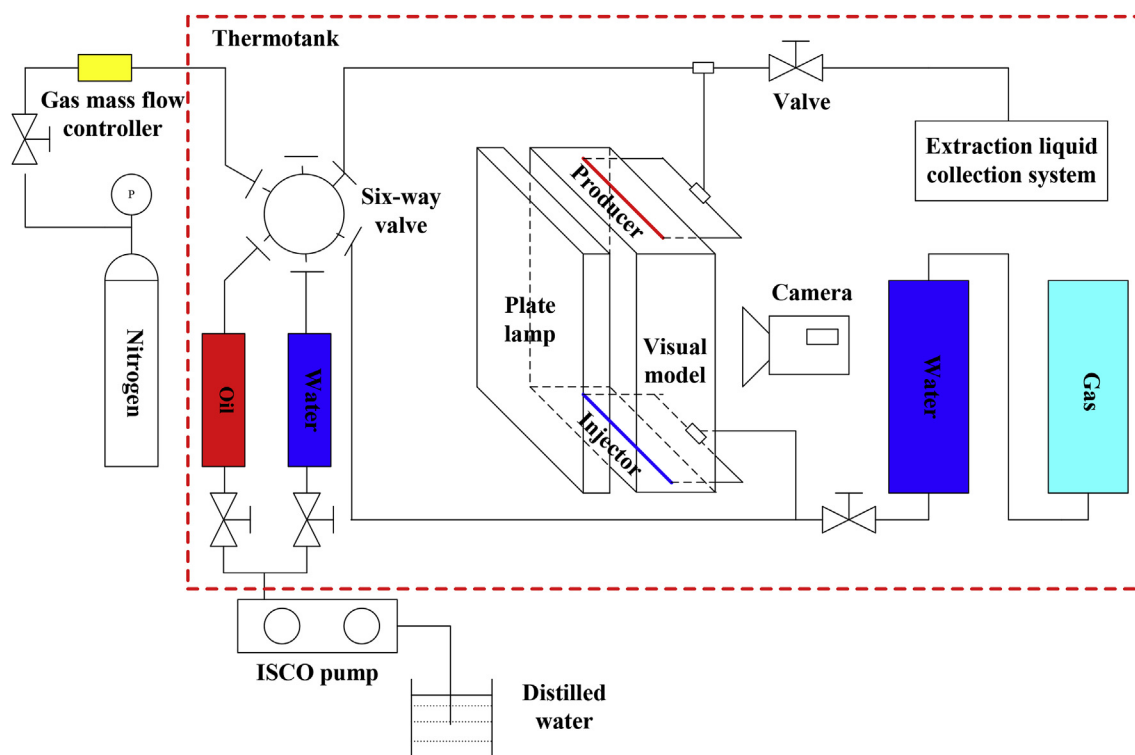 Thermotank
Gas mass flow
controller
Valve
Extraction liquid
collection system
P
Six-way
valve
Producer
Nitrogen
Oil
Water
Plate
lamp
Visual
model
Injector
Camera
Water
Gas
ISCO pump
Distilled
water